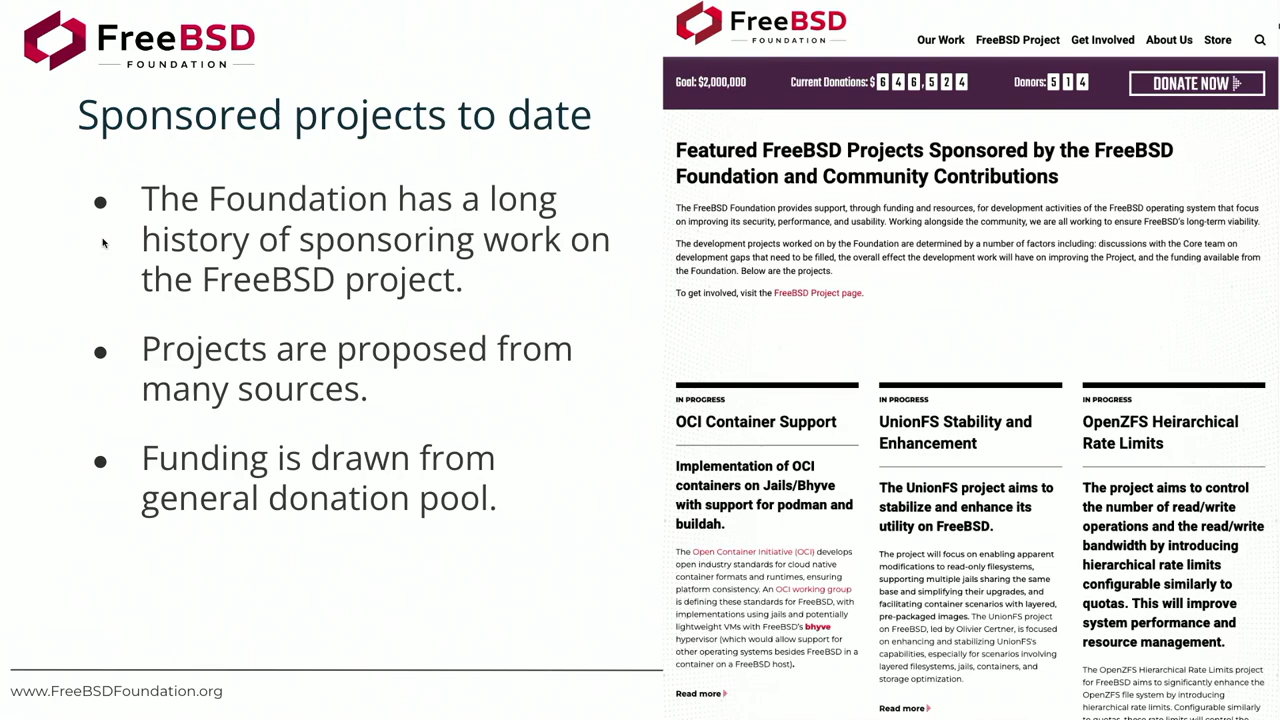 FreeBSD
FOUNDATION
Sponsored projects to date
● The Foundation has a long
history of sponsoring work on
the FreeBSD project.
● Projects are proposed from
many sources.
● Funding is drawn from
general donation pool.
www.FreeBSDFoundation.org
FreeBSD
FOUNDATION
Our Work FreeBSD Project Get Involved About Us Store
Goal: $2,000,000 Current Donations: $ 646,524 Donors: 514 DONATE NOW
Featured FreeBSD Projects Sponsored by the FreeBSD
Foundation and Community Contributions
The FreeBSD Foundation provides support, through funding and resources, for development activities of the FreeBSD operating system that focus
on improving its security, performance, and usability. Working alongside the community, we are all working to ensure FreeBSD's long-term viability.
The development projects worked on by the Foundation are determined by a number of factors including: discussions with the Core team on
development gaps that need to be filled, the overall effect the development work will have on improving the Project, and the funding available from
the Foundation. Below are the projects.
To get involved, visit the FreeBSD Project page.
IN PROGRESS
OCI Container Support
Implementation of OCI
containers on Jails/Bhyve
with support for podman and
buildah.
The Open Container Initiative (OCI) develops
open industry standards for cloud native
container formats and runtimes, ensuring
platform consistency. An OCI working group
is defining these standards for FreeBSD, with
implementations using jails and potentially
lightweight VMs with FreeBSD's bhyve
hypervisor (which would allow support for
other operating systems besides FreeBSD in a
container on a FreeBSD host).
Read more
IN PROGRESS
UnionFS Stability and
Enhancement
The UnionFS project aims to
stabilize and enhance its
utility on FreeBSD.
The project will focus on enabling apparent
modifications to read-only filesystems,
supporting multiple jails sharing the same
base and simplifying their upgrades, and
facilitating container scenarios with layered,
pre-packaged images. The UnionFS project
on FreeBSD, led by Olivier Certner, is focused
on enhancing and stabilizing UnionFS's
capabilities, especially for scenarios involving
layered filesystems, jails, containers, and
storage optimization.
Read more
IN PROGRESS
OpenZFS Heirarchical
Rate Limits
The project aims to control
the number of read/write
operations and the read/write
bandwidth by introducing
hierarchical rate limits
configurable similarly to
quotas. This will improve
system performance and
resource management.
The OpenZFS Hierarchical Rate Limits project
for FreeBSD aims to significantly enhance the
OpenZFS file system by introducing
hierarchical rate limits. Configurable similarly
to quotas, these rate limits will control the